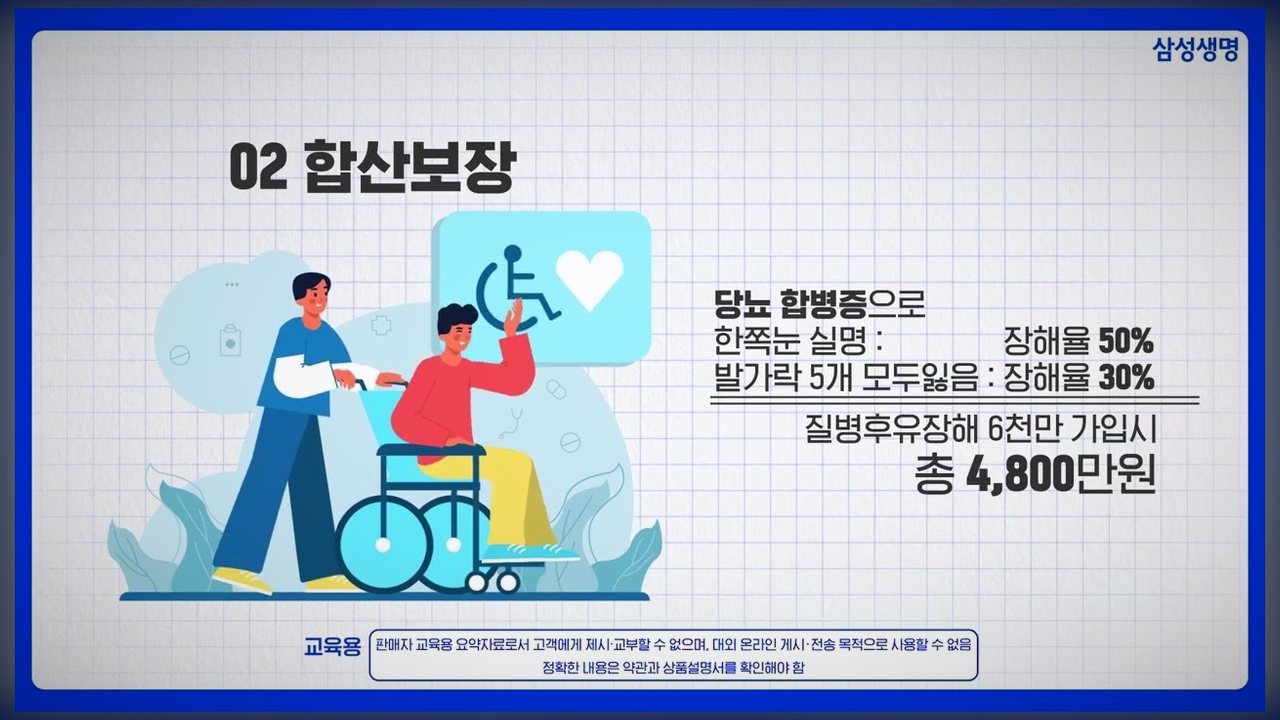 삼성생명
02 합산보장
당뇨 합병증으로
한쪽눈 실명 : 장해율 50%
발가락 5개 모두잃음 : 장해율 30%
질병후유장해 6천만 가입시
총 4,800만원
교육용
판매자 교육용 요약자료로서 고객에게 제시·교부할 수 없으며, 대외 온라인 게시·전송 목적으로 사용할 수 없음
정확한 내용은 약관과 상품설명서를 확인해야 함